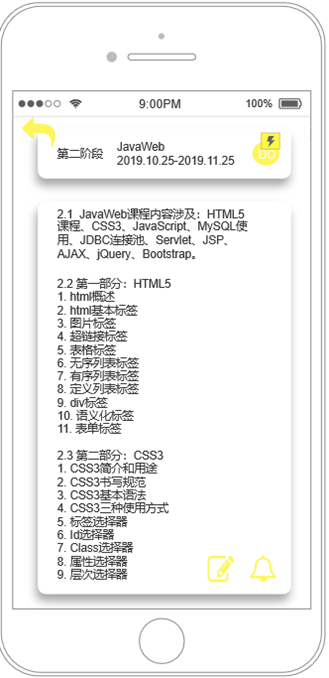 9:00PM
100%
第二阶段
JavaWeb
2019.10.25-2019.11.25
DO
2.1 JavaWeb课程内容涉及：HTML5
课程、CSS3、JavaScript、MySQL使
用、JDBC连接池、Servlet、JSP、
AJAX、jQuery、Bootstrap。
2.2 第一部分：HTML5
1. html概述
2. html基本标签
3. 图片标签
4. 超链接标签
5. 表格标签
6. 无序列表标签
7. 有序列表标签
8. 定义列表标签
9. div标签
10. 语义化标签
11. 表单标签
2.3 第二部分：CSS3
1. CSS3简介和用途
2. CSS3书写规范
3. CSS3基本语法
4. CSS3三种使用方式
5. 标签选择器
6. Id选择器
7. Class选择器
8. 属性选择器
9. 层次选择器